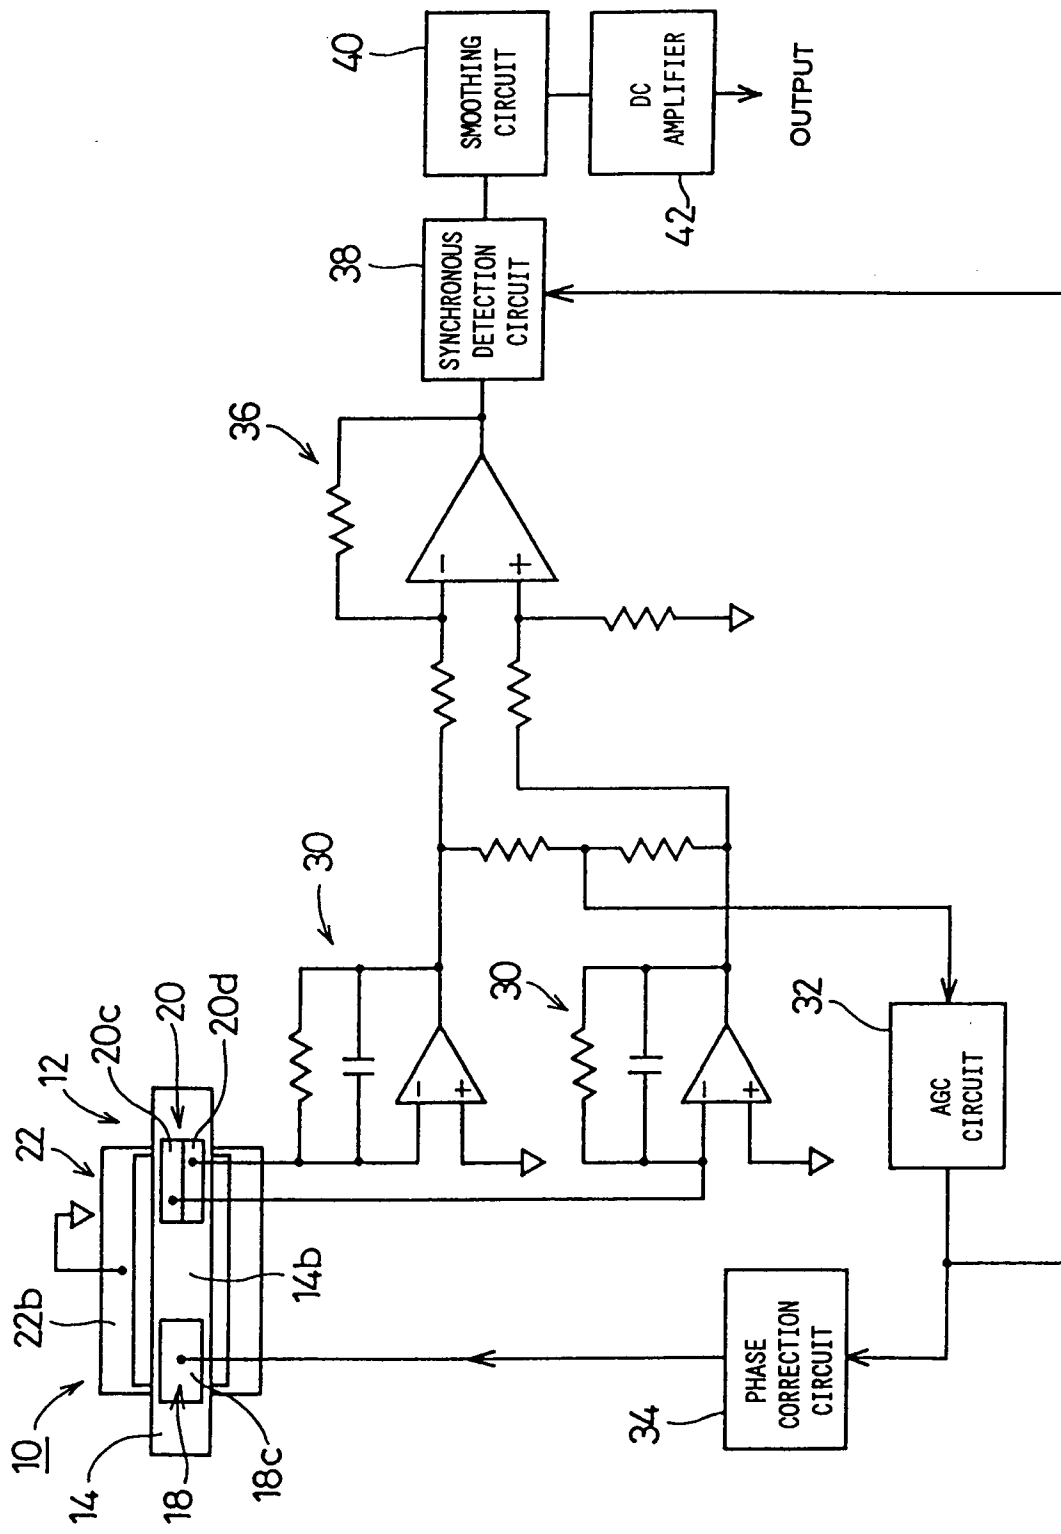 10
12
22
22b
14
18
18c
14b
20c
20
20d
30
30
-
+
-
+
36
-
+
32
AGC
CIRCUIT
34
PHASE
CORRECTION
CIRCUIT
38
SYNCHRONOUS
DETECTION
CIRCUIT
40
SMOOTHING
CIRCUIT
42
DC
AMPLIFIER
OUTPUT